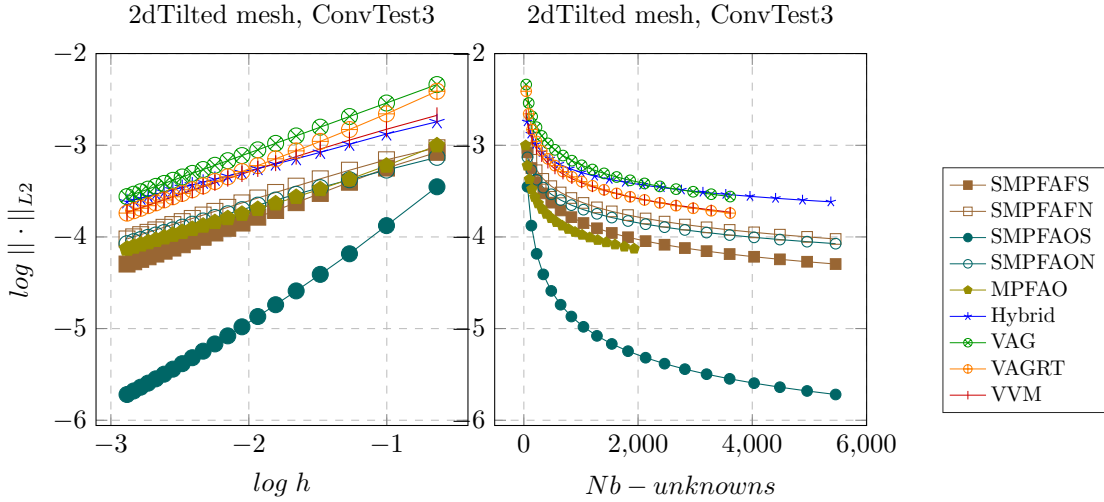 2dTilted mesh, ConvTest3
2dTilted mesh, ConvTest3
−2
−3
−4
−5
−6
log || · ||L2
−3
−2
−1
log h
−2
−3
−4
−5
−6
0
2,000
4,000
6,000
Nb − unknowns
SMPFAFS
SMPFAFN
SMPFAOS
SMPFAON
MPFAO
Hybrid
VAG
VAGRT
VVM